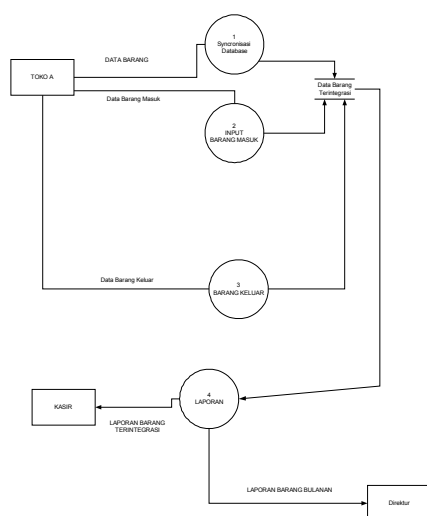 1
Syncronisasi
Database
DATA BARANG
TOKO A
Data Barang Masuk
Data Barang
Terintegrasi
2
INPUT
BARANG MASUK
Data Barang Keluar
3
BARANG KELUAR
4
LAPORAN
KASIR
LAPORAN BARANG
TERINTEGRASI
LAPORAN BARANG BULANAN
Direktur